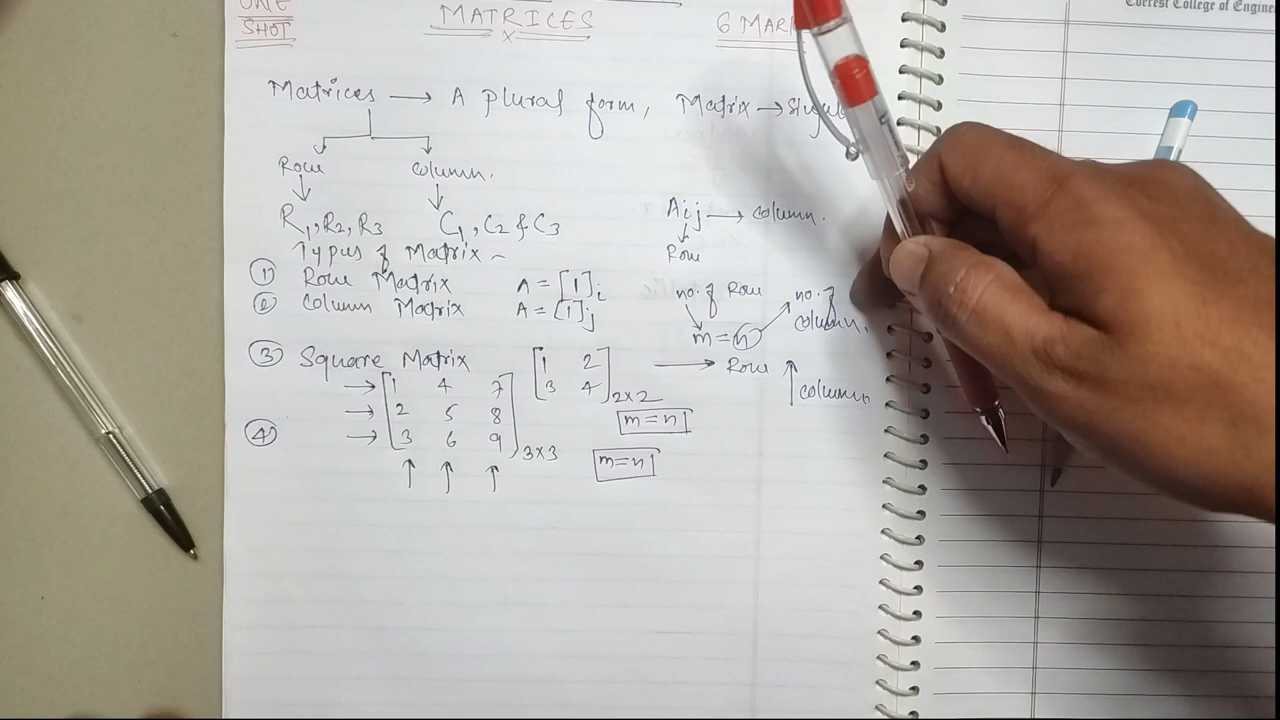 ONE
SHOT
MATRICES
x
6 MAR
Everest College of Engine
Matrices → A plural form, Matrix →
Row column.
R1, R2, R3 C1, C2 & C3
Aij → column.
Row
Types of Matrix ~
① Row Matrix A = [1]i
② Column Matrix A = [1]j
no. of Row no. of
column.
m = n
③ Square Matrix [1 2
3 4]2×2 → Row ↑ column
m = n
→ [1 4 7
→ 2 5 8
→ 3 6 9]3×3
↑ ↑ ↑
m = n
④